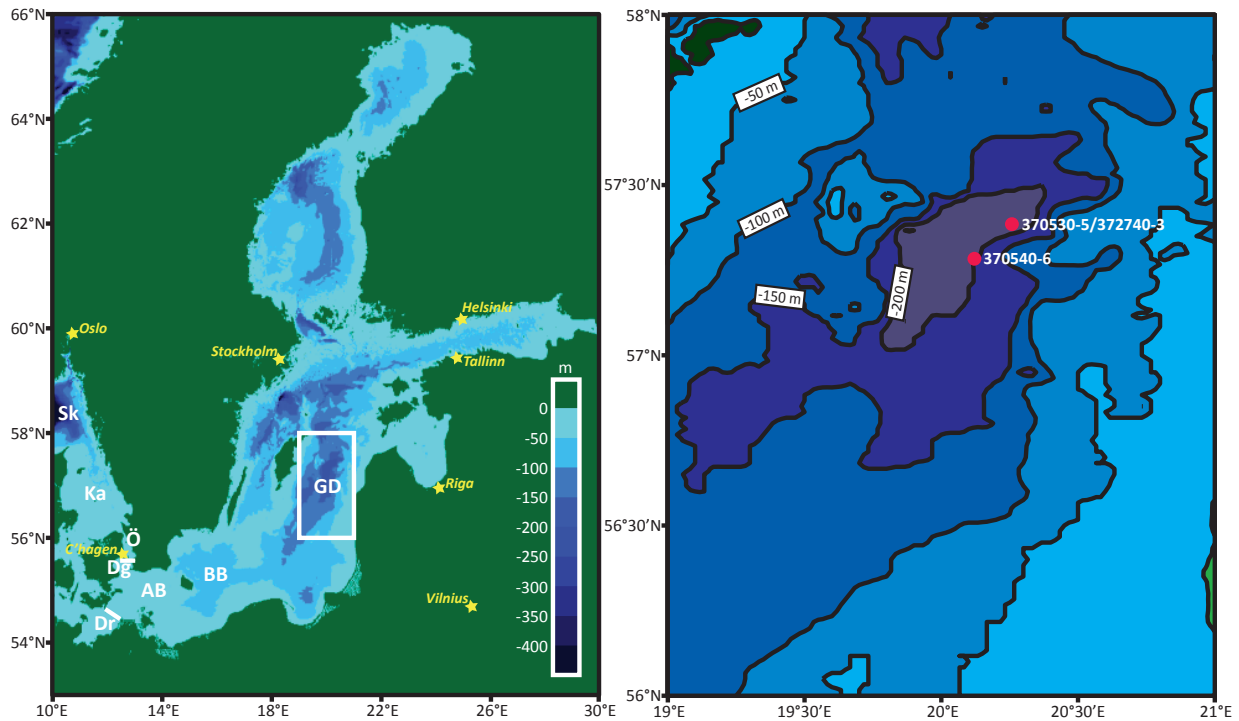 66°N
64°N
62°N
60°N
58°N
56°N
54°N
10°E
14°E
18°E
22°E
26°E
30°E
Oslo
Stockholm
Helsinki
Tallinn
Riga
C'hagen
Vilnius
Sk
Ka
Ö
Dg
AB
Dr
BB
GD
m
0
-50
-100
-150
-200
-250
-300
-350
-400
58°N
57°30′N
57°N
56°30′N
56°N
19°E
19°30′E
20°E
20°30′E
21°E
-50 m
-100 m
-150 m
-200 m
370530-5/372740-3
370540-6